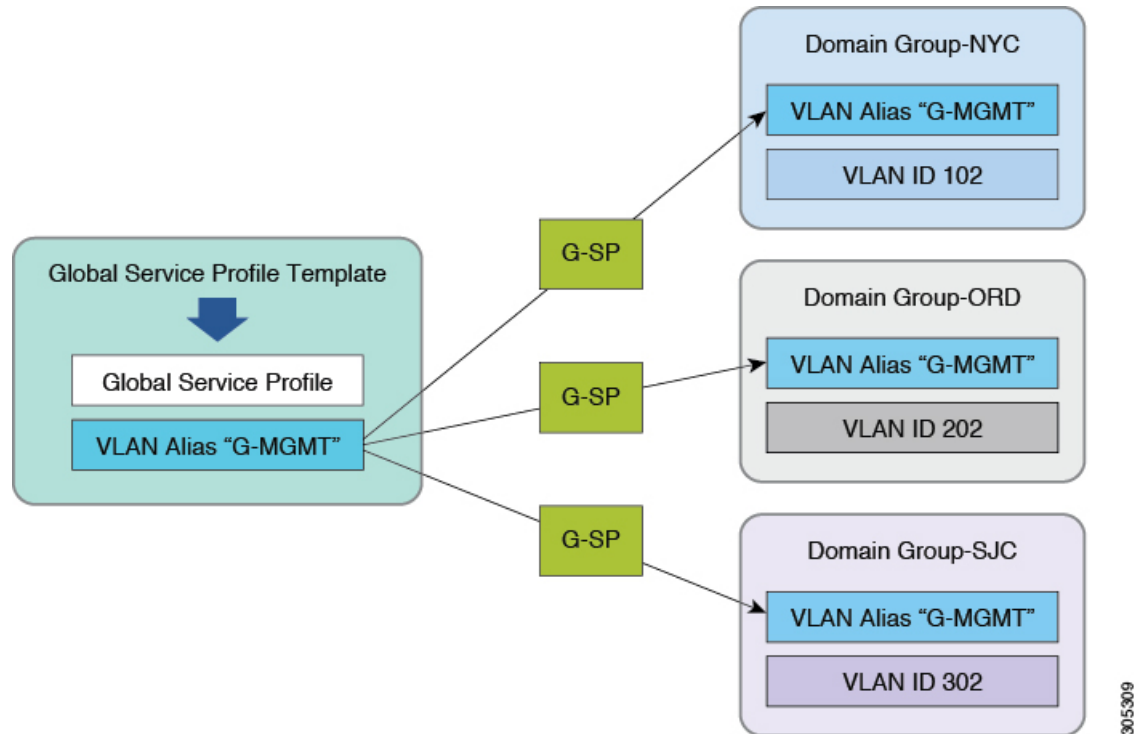 Global Service Profile Template
Global Service Profile
VLAN Alias “G-MGMT”
G-SP
G-SP
G-SP
Domain Group-NYC
VLAN Alias “G-MGMT”
VLAN ID 102
Domain Group-ORD
VLAN Alias “G-MGMT”
VLAN ID 202
Domain Group-SJC
VLAN Alias “G-MGMT”
VLAN ID 302
305309